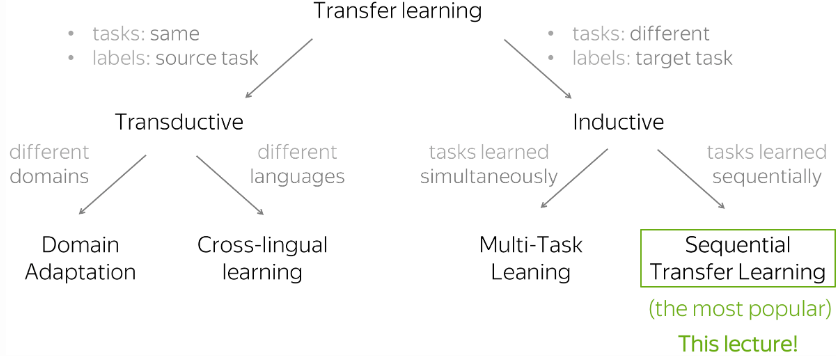 Transfer learning
• tasks: same
• labels: source task
• tasks: different
• labels: target task
Transductive
Inductive
different
domains
different
languages
tasks learned
simultaneously
tasks learned
sequentially
Domain
Adaptation
Cross-lingual
learning
Multi-Task
Leaning
Sequential
Transfer Learning
(the most popular)
This lecture!